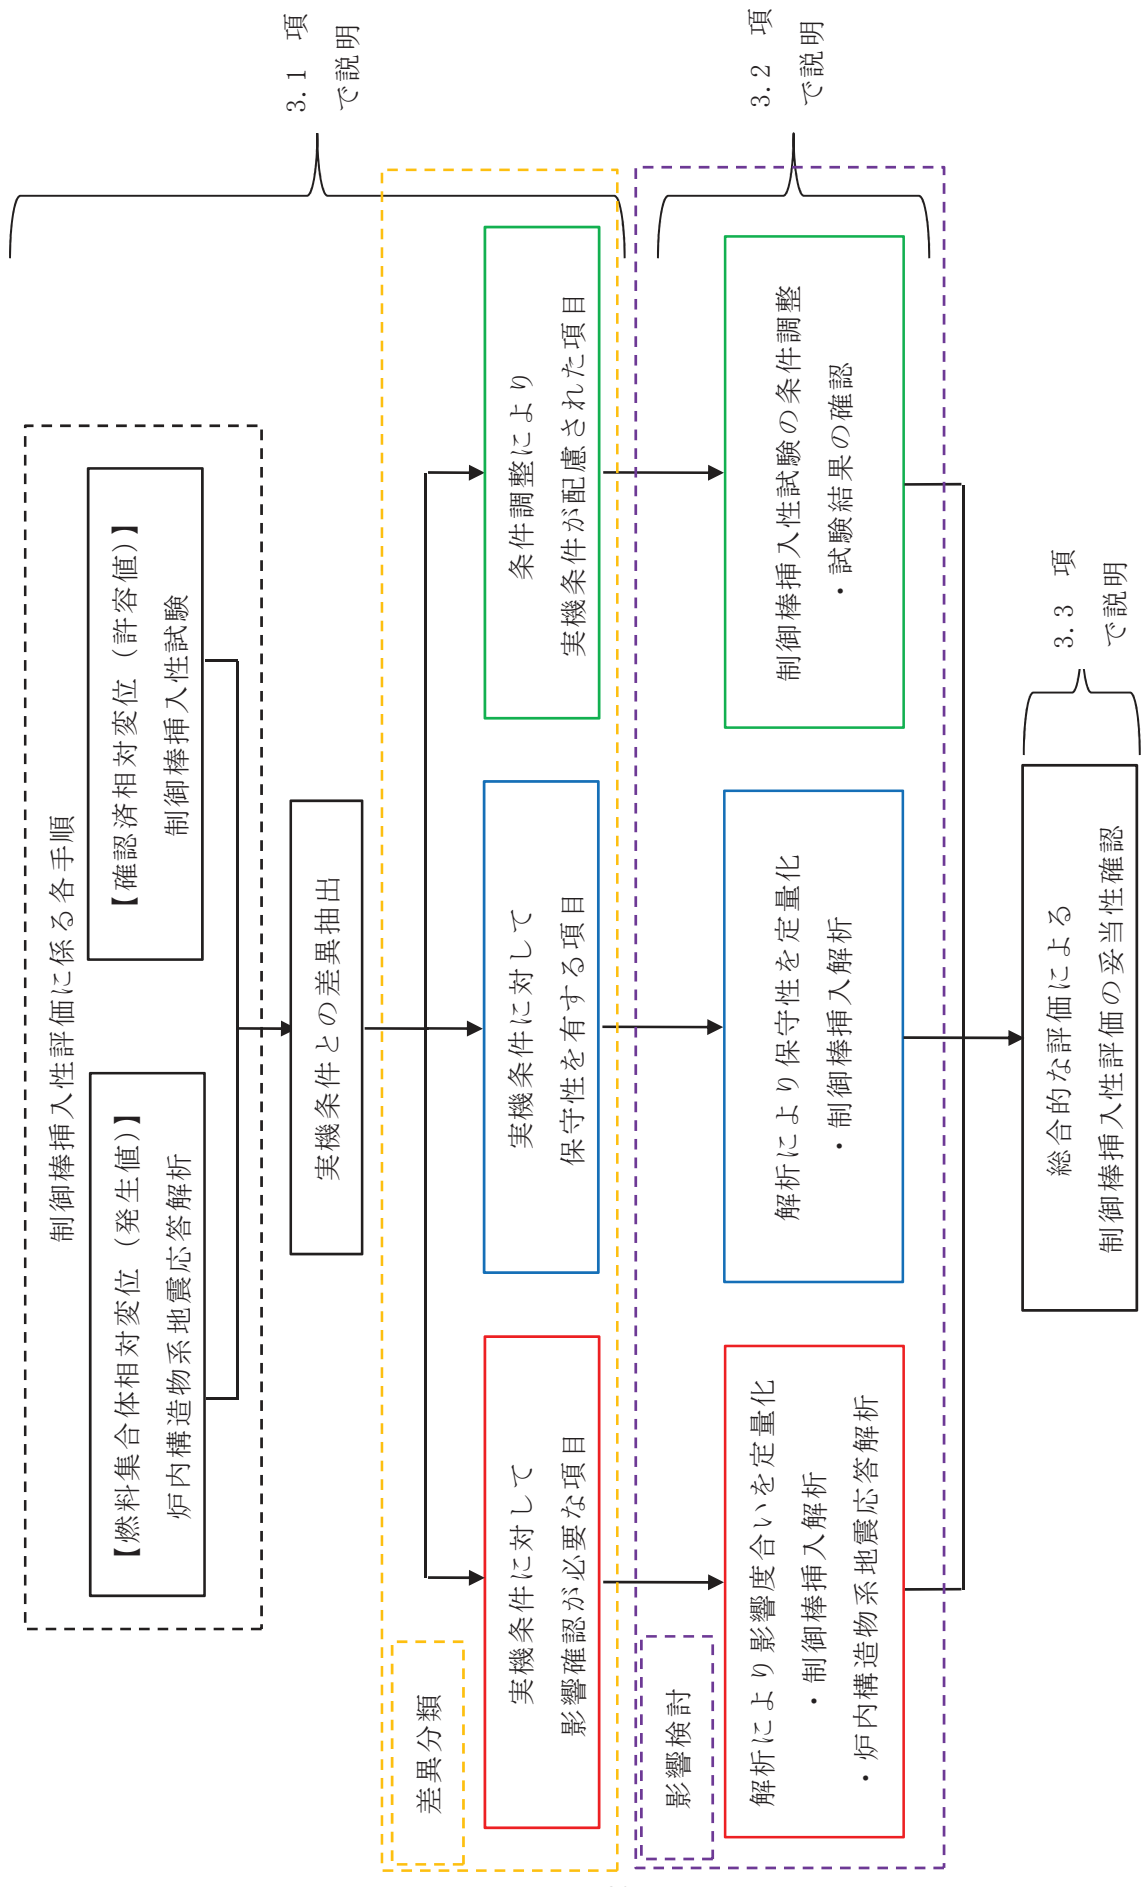 制御棒挿入性評価に係る各手順
【燃料集合体相対変位（発生値）】
炉内構造物系地震応答解析
【確認済相対変位（許容値）】
制御棒挿入性試験
3.1 項
で説明
実機条件との差異抽出
差異分類
実機条件に対して
影響確認が必要な項目
実機条件に対して
保守性を有する項目
条件調整により
実機条件が配慮された項目
影響検討
解析により影響度合いを定量化
・制御棒挿入解析
・炉内構造物系地震応答解析
解析により保守性を定量化
・制御棒挿入解析
制御棒挿入性試験の条件調整
・試験結果の確認
3.2 項
で説明
総合的な評価による
制御棒挿入性評価の妥当性確認
3.3 項
で説明